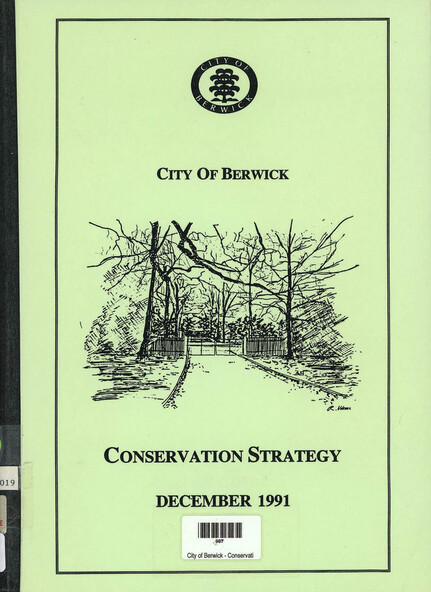 CITY OF
BERWICK
CITY OF BERWICK
CONSERVATION STRATEGY
DECEMBER 1991
City of Berwick - Conservati
019